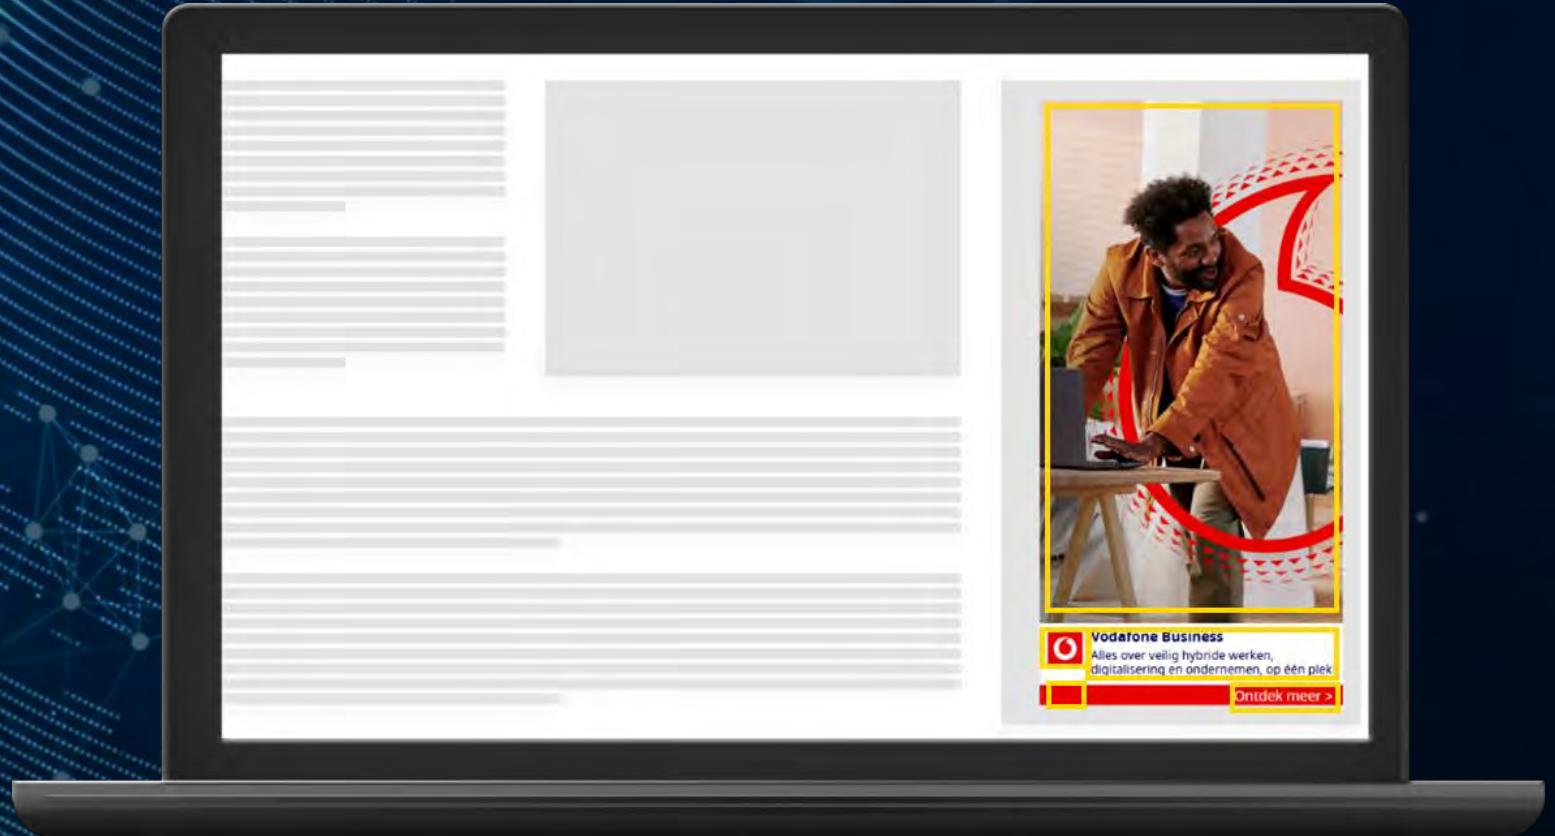 Vodafone Business
Alles over veilig hybride werken,
digitalisering en ondernemen, op één plek
Ontdek meer >